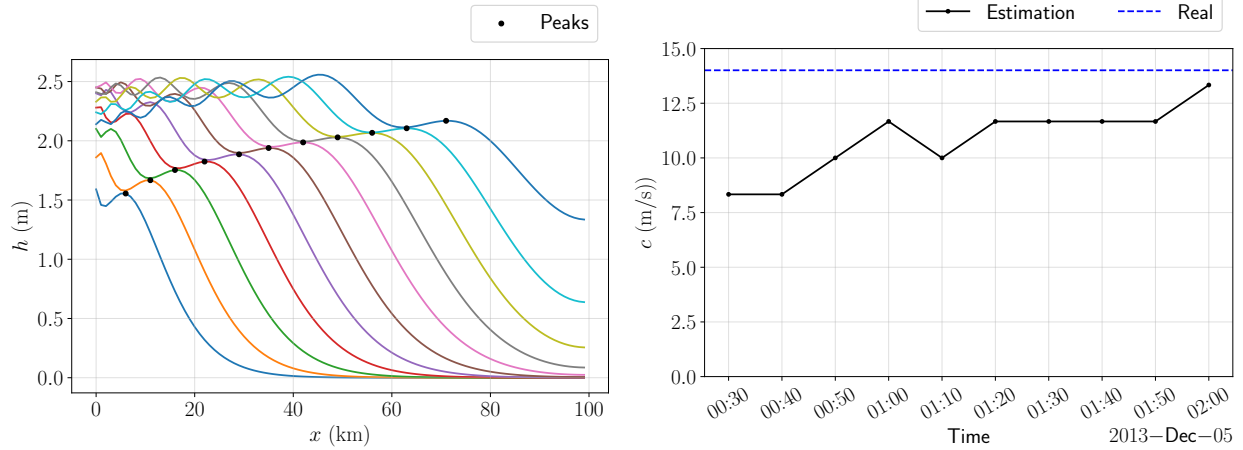 Peaks
h (m)
2.5
2.0
1.5
1.0
0.5
0.0
0 20 40 60 80 100
x (km)
Estimation Real
c (m/s))
15.0
12.5
10.0
7.5
5.0
2.5
0.0
00:30 00:40 00:50 01:00 01:10 01:20 01:30 01:40 01:50 02:00
Time
2013−Dec−05